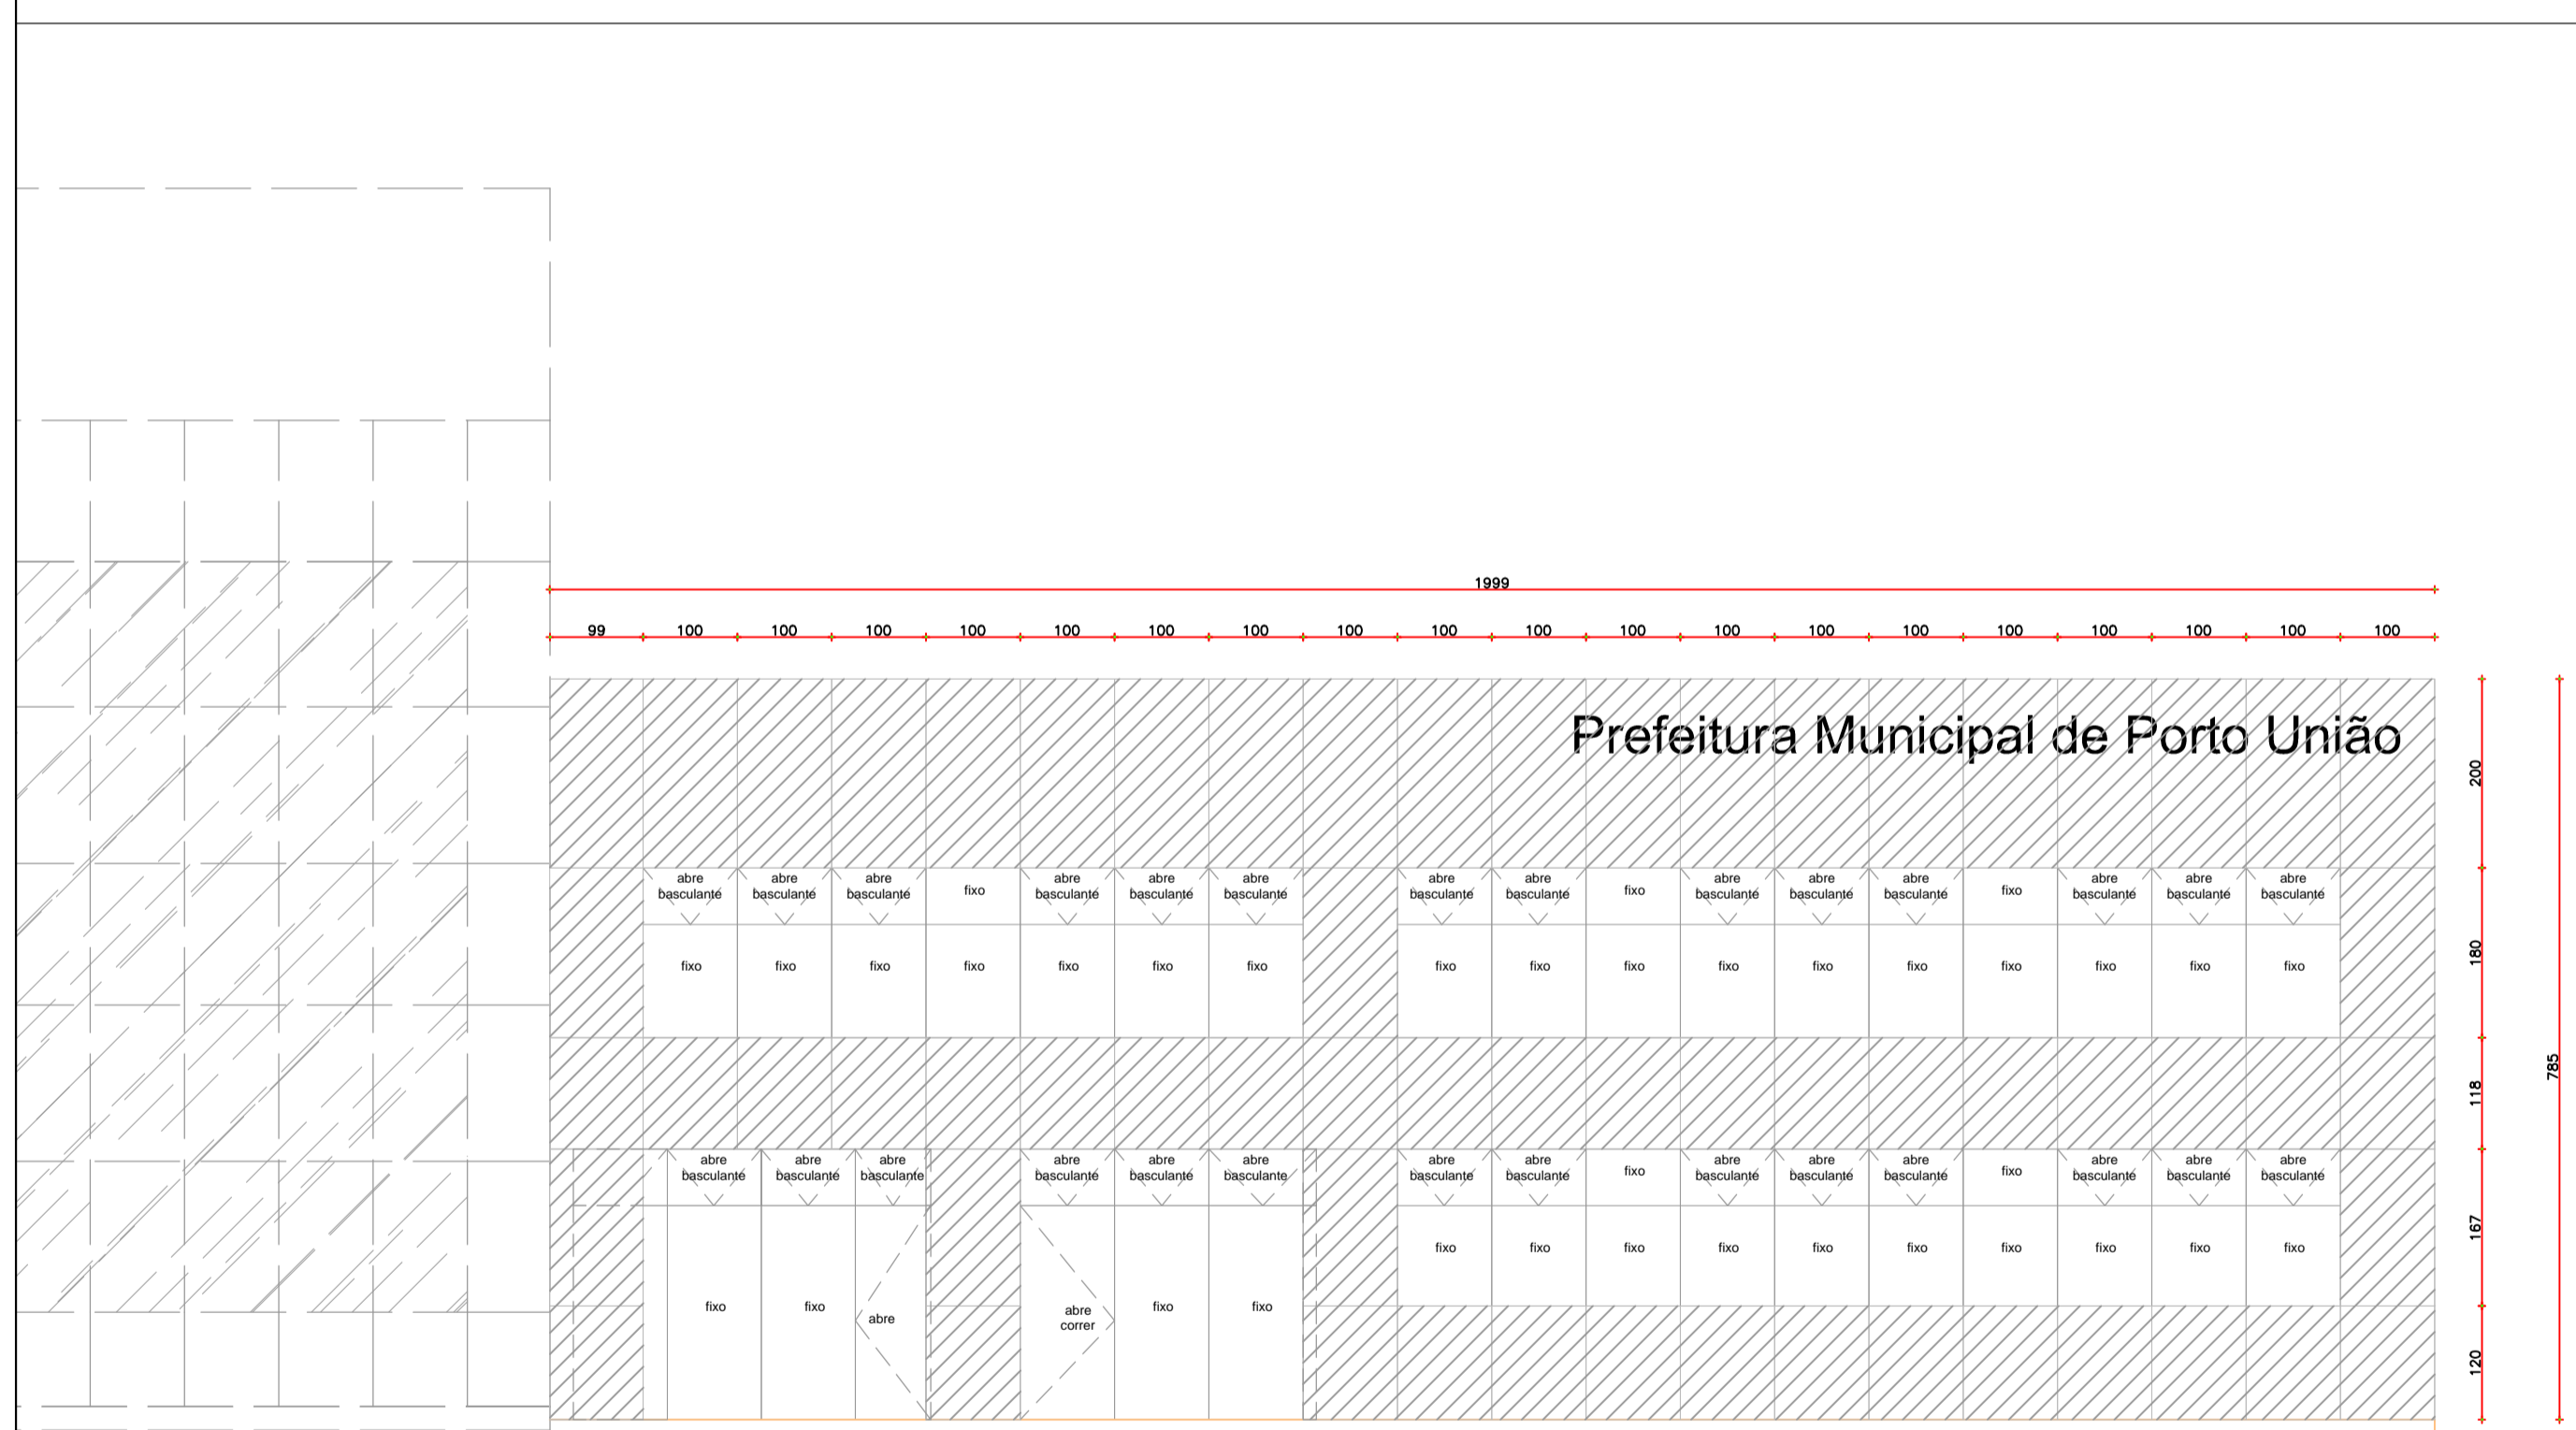 1999
99 100 100 100 100 100 100 100 100 100 100 100 100 100 100 100 100 100 100 100
Prefeitura Municipal de Porto União
200
abre basculante abre basculante abre basculante fixo abre basculante abre basculante abre basculante abre basculante abre basculante fixo abre basculante abre basculante abre basculante fixo abre basculante abre basculante abre basculante
180
785
fixo fixo fixo fixo fixo fixo fixo fixo fixo fixo fixo fixo fixo fixo fixo fixo fixo
118
abre basculante abre basculante abre basculante abre basculante abre basculante abre basculante abre basculante abre basculante fixo abre basculante abre basculante abre basculante fixo abre basculante abre basculante abre basculante
167
fixo fixo fixo fixo fixo fixo fixo fixo fixo fixo
fixo fixo abre abre correr fixo fixo
120